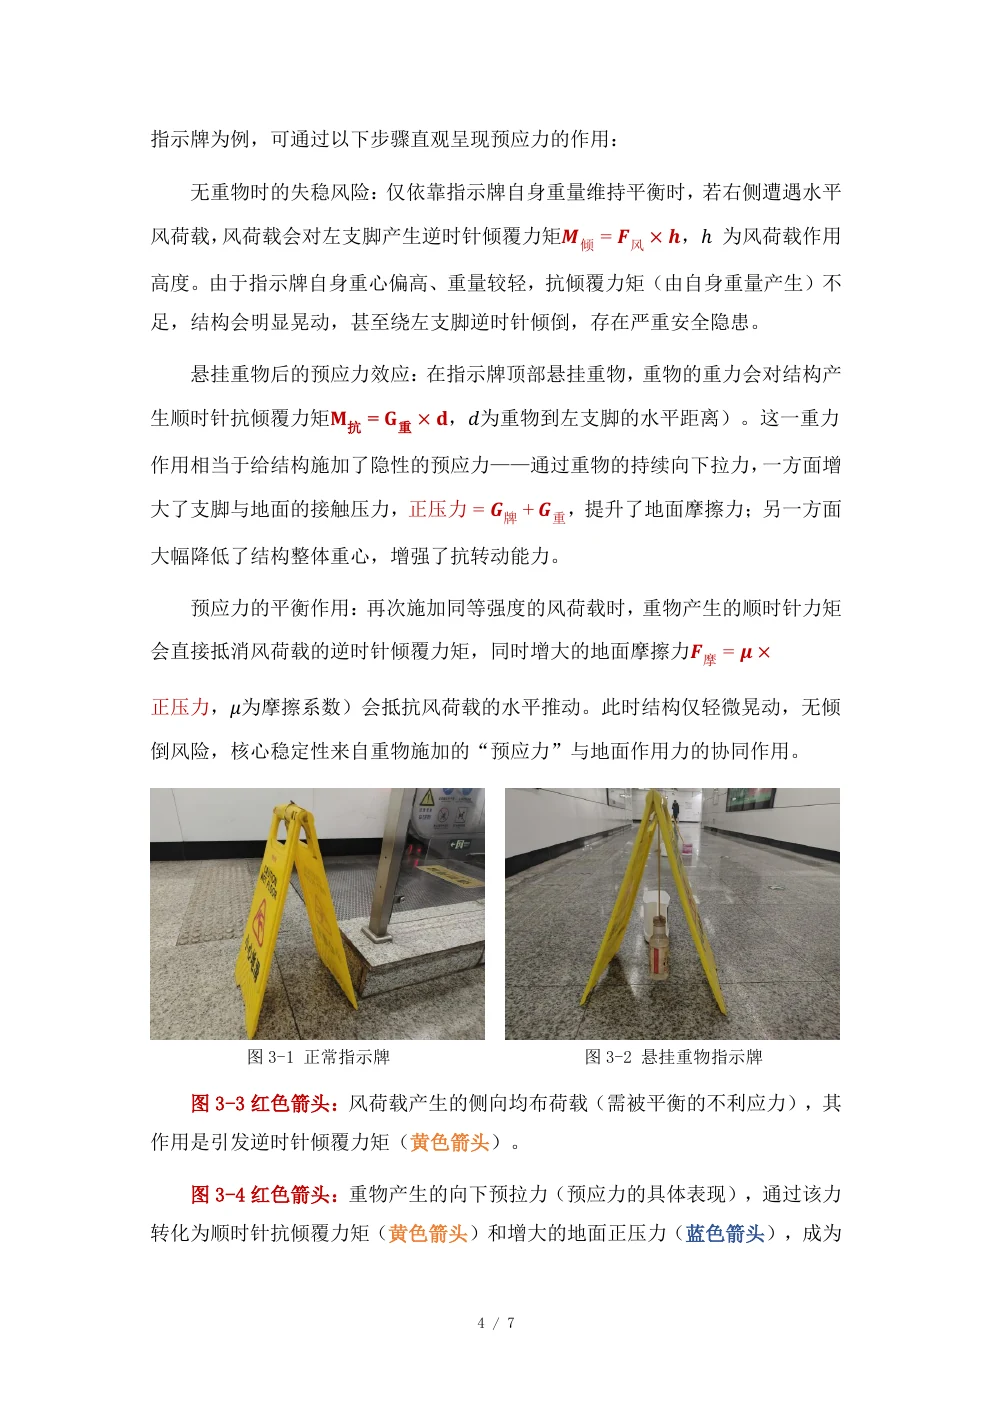 指示牌为例，可通过以下步骤直观呈现预应力的作用：
无重物时的失稳风险：仅依靠指示牌自身重量维持平衡时，若右侧遭遇水平
风荷载，风荷载会对左支脚产生逆时针倾覆力矩M倾 = F风 × h，h 为风荷载作用
高度。由于指示牌自身重心偏高、重量较轻，抗倾覆力矩（由自身重量产生）不
足，结构会明显晃动，甚至绕左支脚逆时针倾倒，存在严重安全隐患。
悬挂重物后的预应力效应：在指示牌顶部悬挂重物，重物的重力会对结构产
生顺时针抗倾覆力矩M抗 = G重 × d，d为重物到左支脚的水平距离）。这一重力
作用相当于给结构施加了隐性的预应力——通过重物的持续向下拉力，一方面增
大了支脚与地面的接触压力，正压力 = G牌 + G重，提升了地面摩擦力；另一方面
大幅降低了结构整体重心，增强了抗转动能力。
预应力的平衡作用：再次施加同等强度的风荷载时，重物产生的顺时针力矩
会直接抵消风荷载的逆时针倾覆力矩，同时增大的地面摩擦力F摩 = μ ×
正压力，μ为摩擦系数）会抵抗风荷载的水平推动。此时结构仅轻微晃动，无倾
倒风险，核心稳定性来自重物施加的“预应力”与地面作用力的协同作用。
CAUTION
WET FLOOR
小心地滑
图 3-1 正常指示牌
图 3-2 悬挂重物指示牌
图 3-3 红色箭头：风荷载产生的侧向均布荷载（需被平衡的不利应力），其
作用是引发逆时针倾覆力矩（黄色箭头）。
图 3-4 红色箭头：重物产生的向下预拉力（预应力的具体表现），通过该力
转化为顺时针抗倾覆力矩（黄色箭头）和增大的地面正压力（蓝色箭头），成为
4 / 7